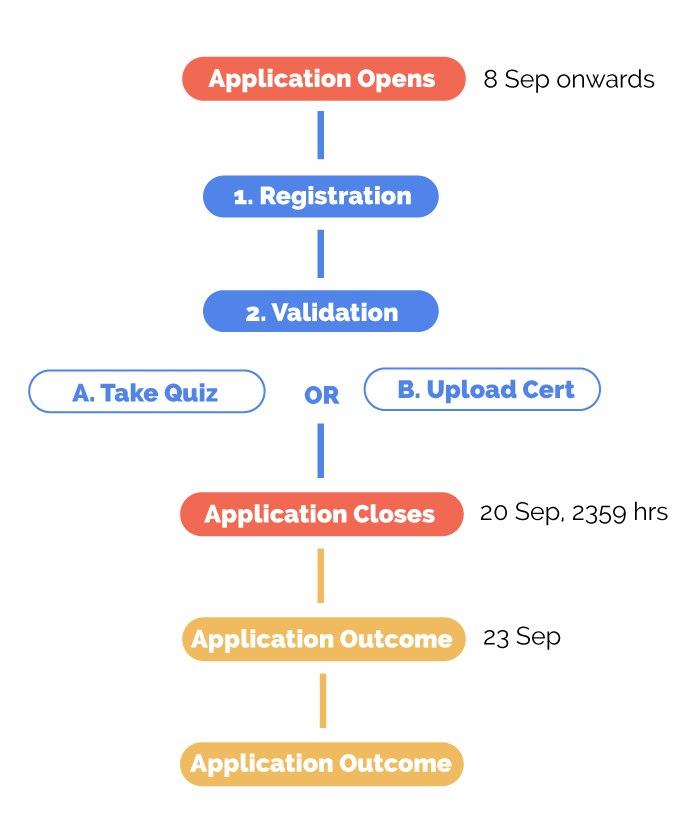 Application Opens 8 Sep onwards
1. Registration
2. Validation
A. Take Quiz OR B. Upload Cert
Application Closes 20 Sep, 2359 hrs
Application Outcome 23 Sep
Application Outcome